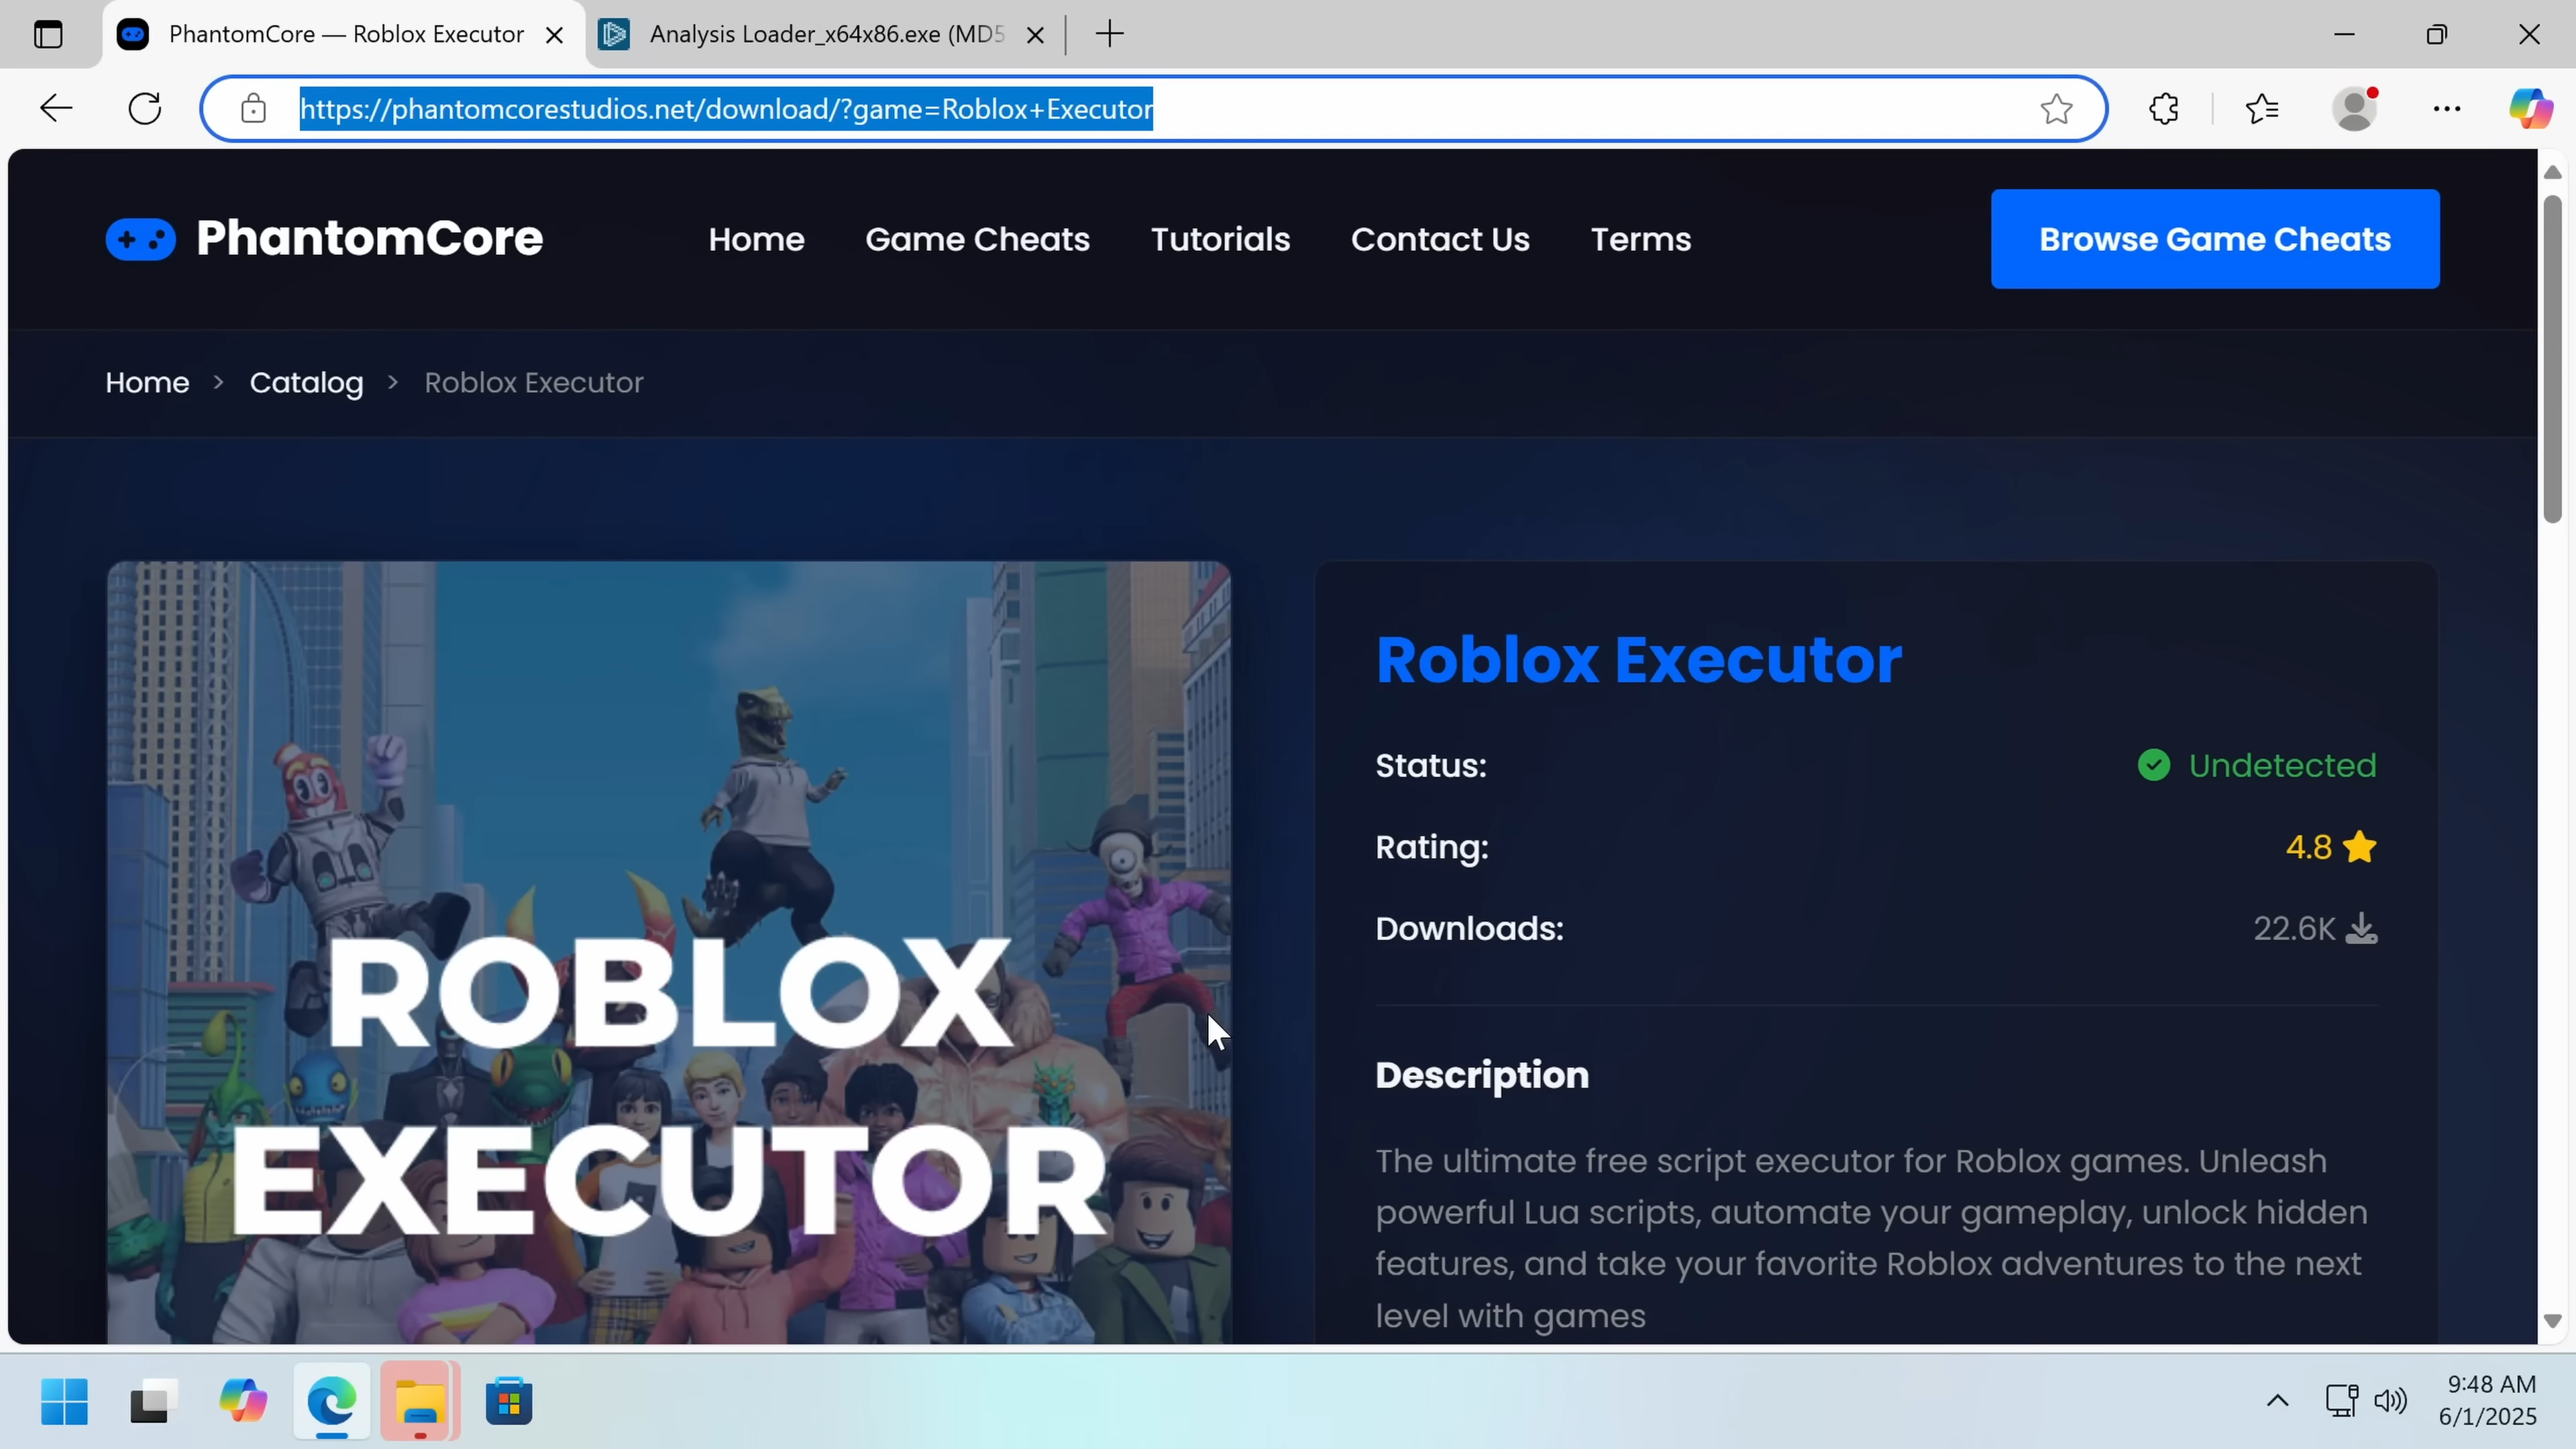 PhantomCore — Roblox Executor
Analysis Loader_x64x86.exe (MD5
https://phantomcorestudios.net/download/?game=Roblox+Executor
PhantomCore
Home
Game Cheats
Tutorials
Contact Us
Terms
Browse Game Cheats
Home > Catalog > Roblox Executor
ROBLOX
EXECUTOR
Roblox Executor
Status: Undetected
Rating: 4.8
Downloads: 22.6K
Description
The ultimate free script executor for Roblox games. Unleash
powerful Lua scripts, automate your gameplay, unlock hidden
features, and take your favorite Roblox adventures to the next
level with games
9:48 AM
6/1/2025